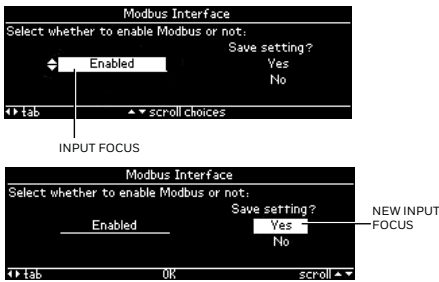 Modbus Interface
Select whether to enable Modbus or not:
Save setting?
Enabled Yes
No
tab scroll choices
INPUT FOCUS
Modbus Interface
Select whether to enable Modbus or not:
Save setting?
Enabled Yes
No
tab OK scroll
NEW INPUT
FOCUS